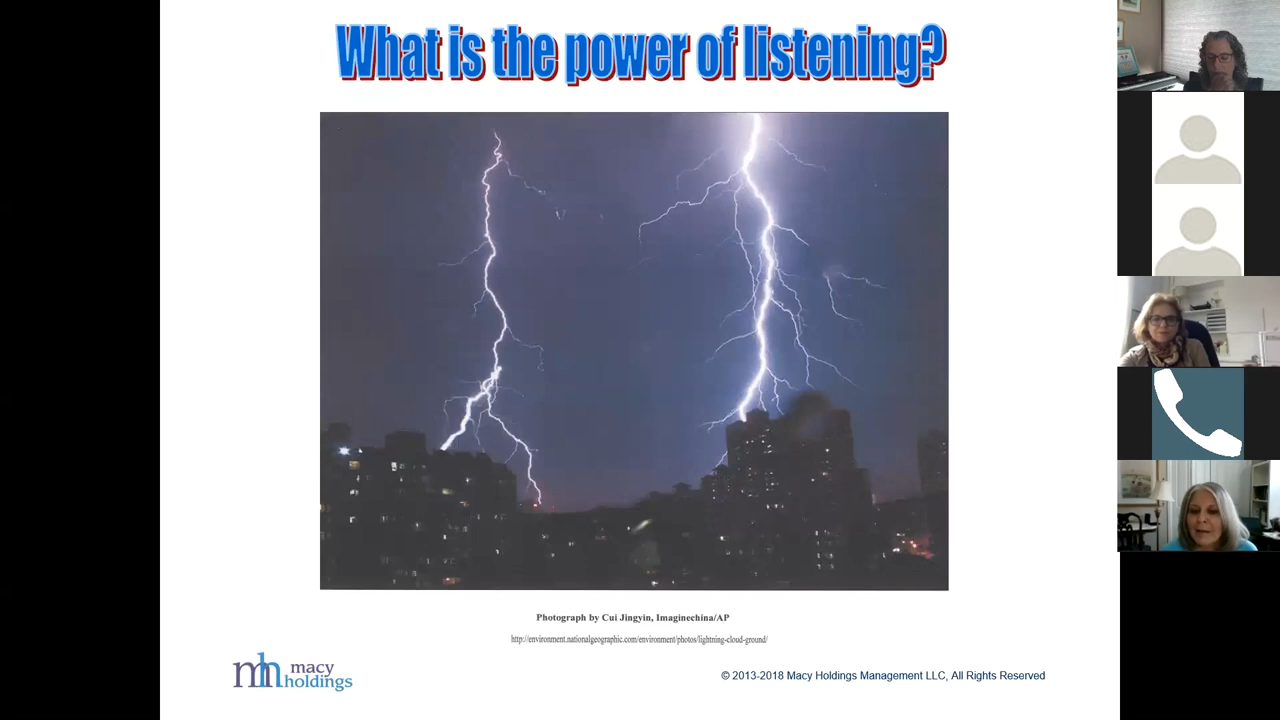 What is the power of listening?
Photograph by Cui Jingyin, Imaginechina/AP
http://environment.nationalgeographic.com/environment/photos/lightning-cloud-ground/
mh macy holdings
© 2013-2018 Macy Holdings Management LLC, All Rights Reserved